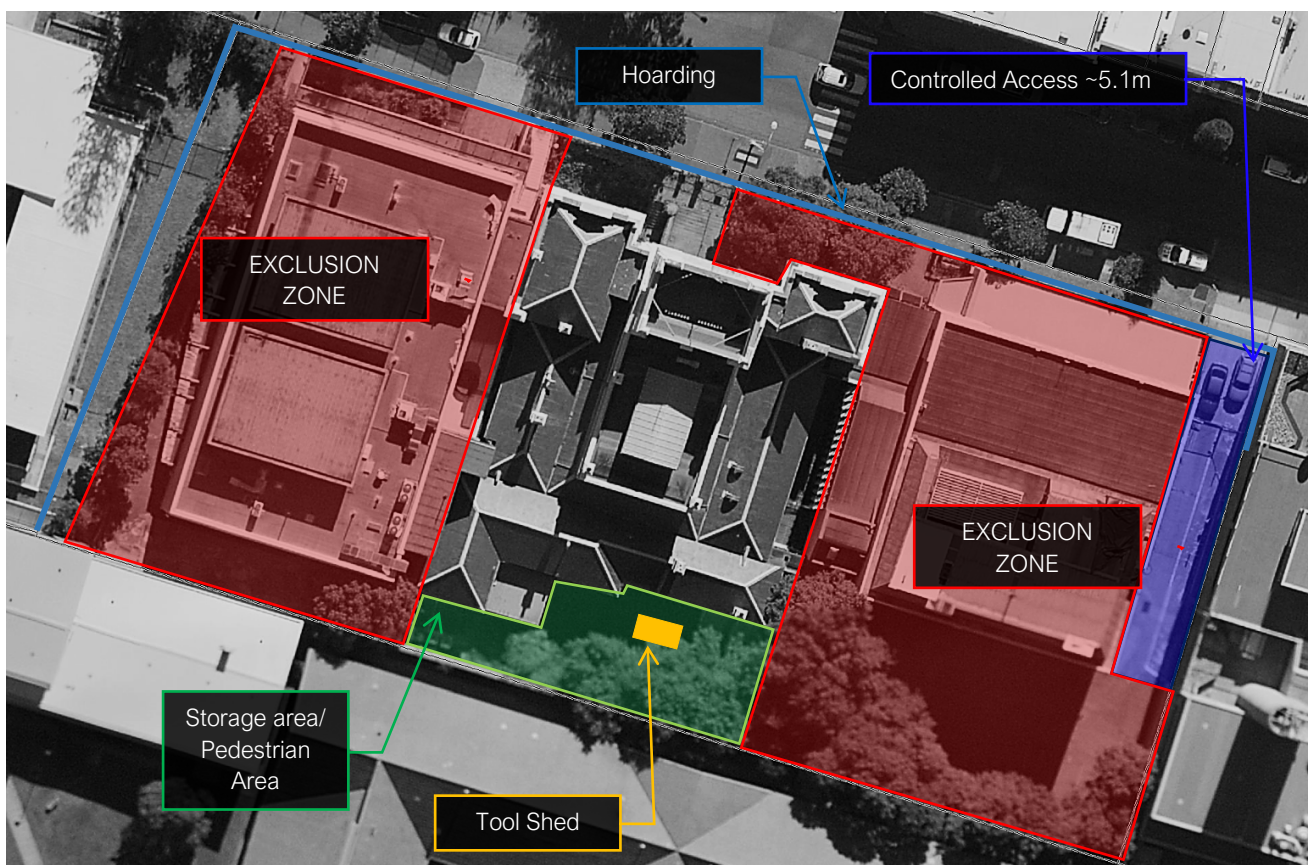 Hoarding
Controlled Access ~5.1m
EXCLUSION
ZONE
EXCLUSION
ZONE
Storage area/
Pedestrian
Area
Tool Shed